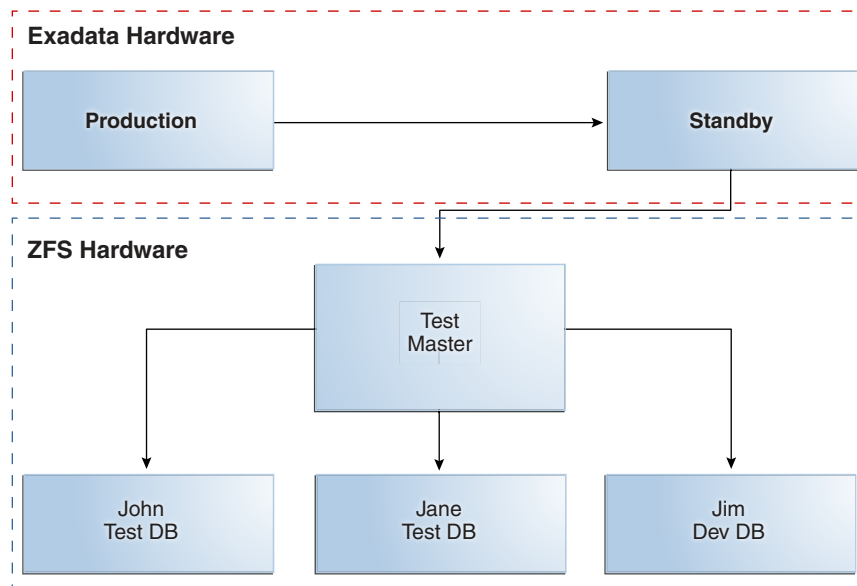 Exadata Hardware
Production
Standby
ZFS Hardware
Test
Master
John
Test DB
Jane
Test DB
Jim
Dev DB